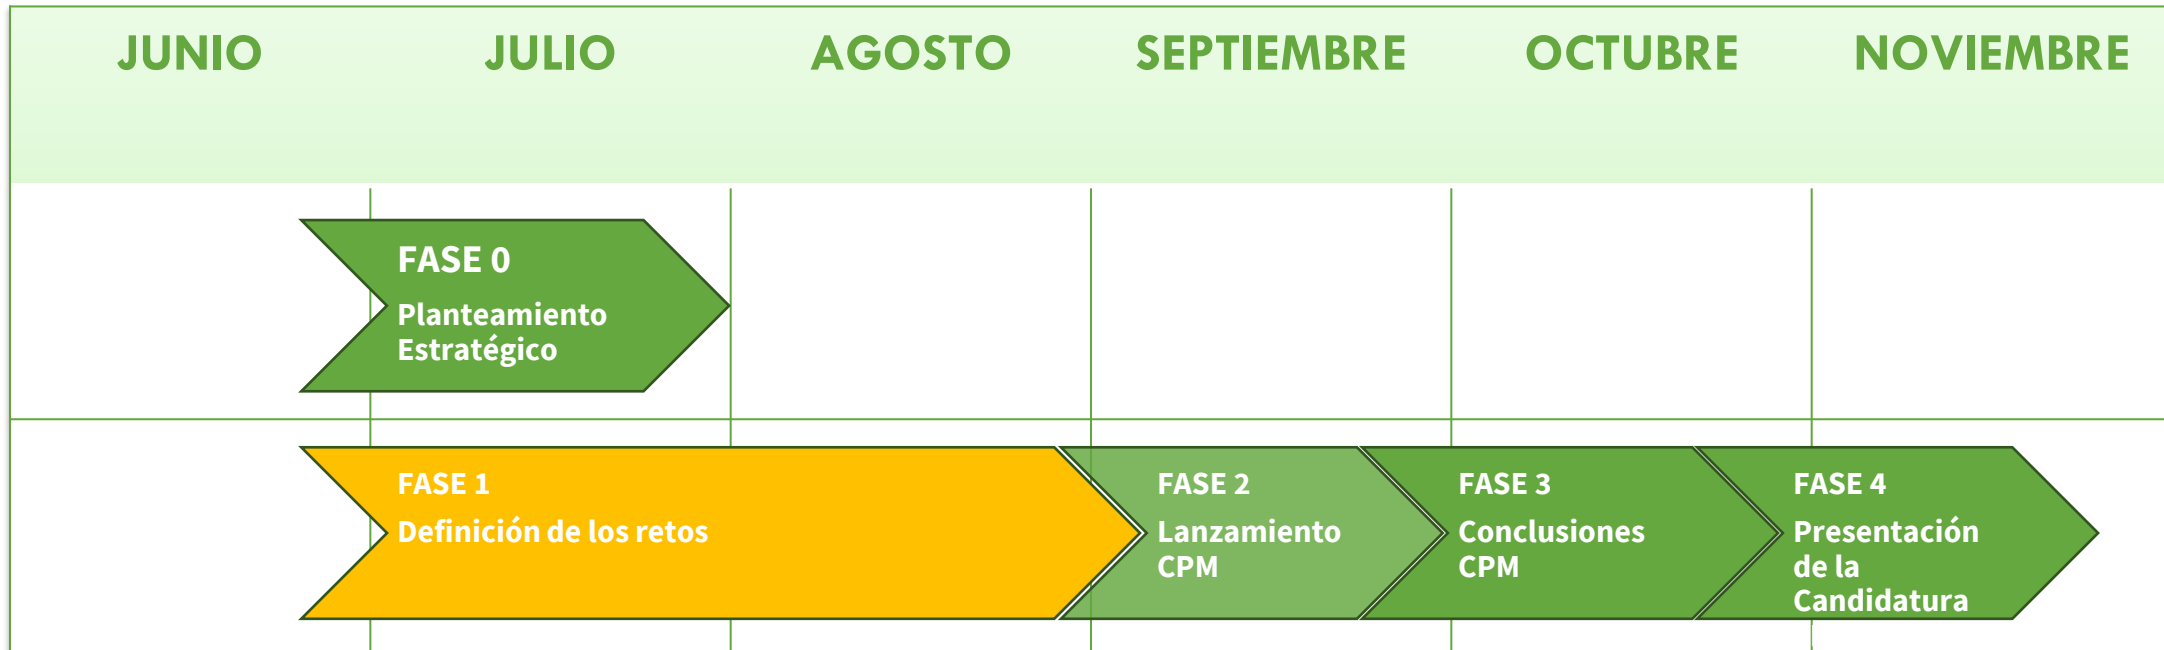 JUNIO JULIO AGOSTO SEPTIEMBRE OCTUBRE NOVIEMBRE
FASE 0
Planteamiento
Estratégico
FASE 1
Definición de los retos
FASE 2
Lanzamiento
CPM
FASE 3
Conclusiones
CPM
FASE 4
Presentación
de la
Candidatura